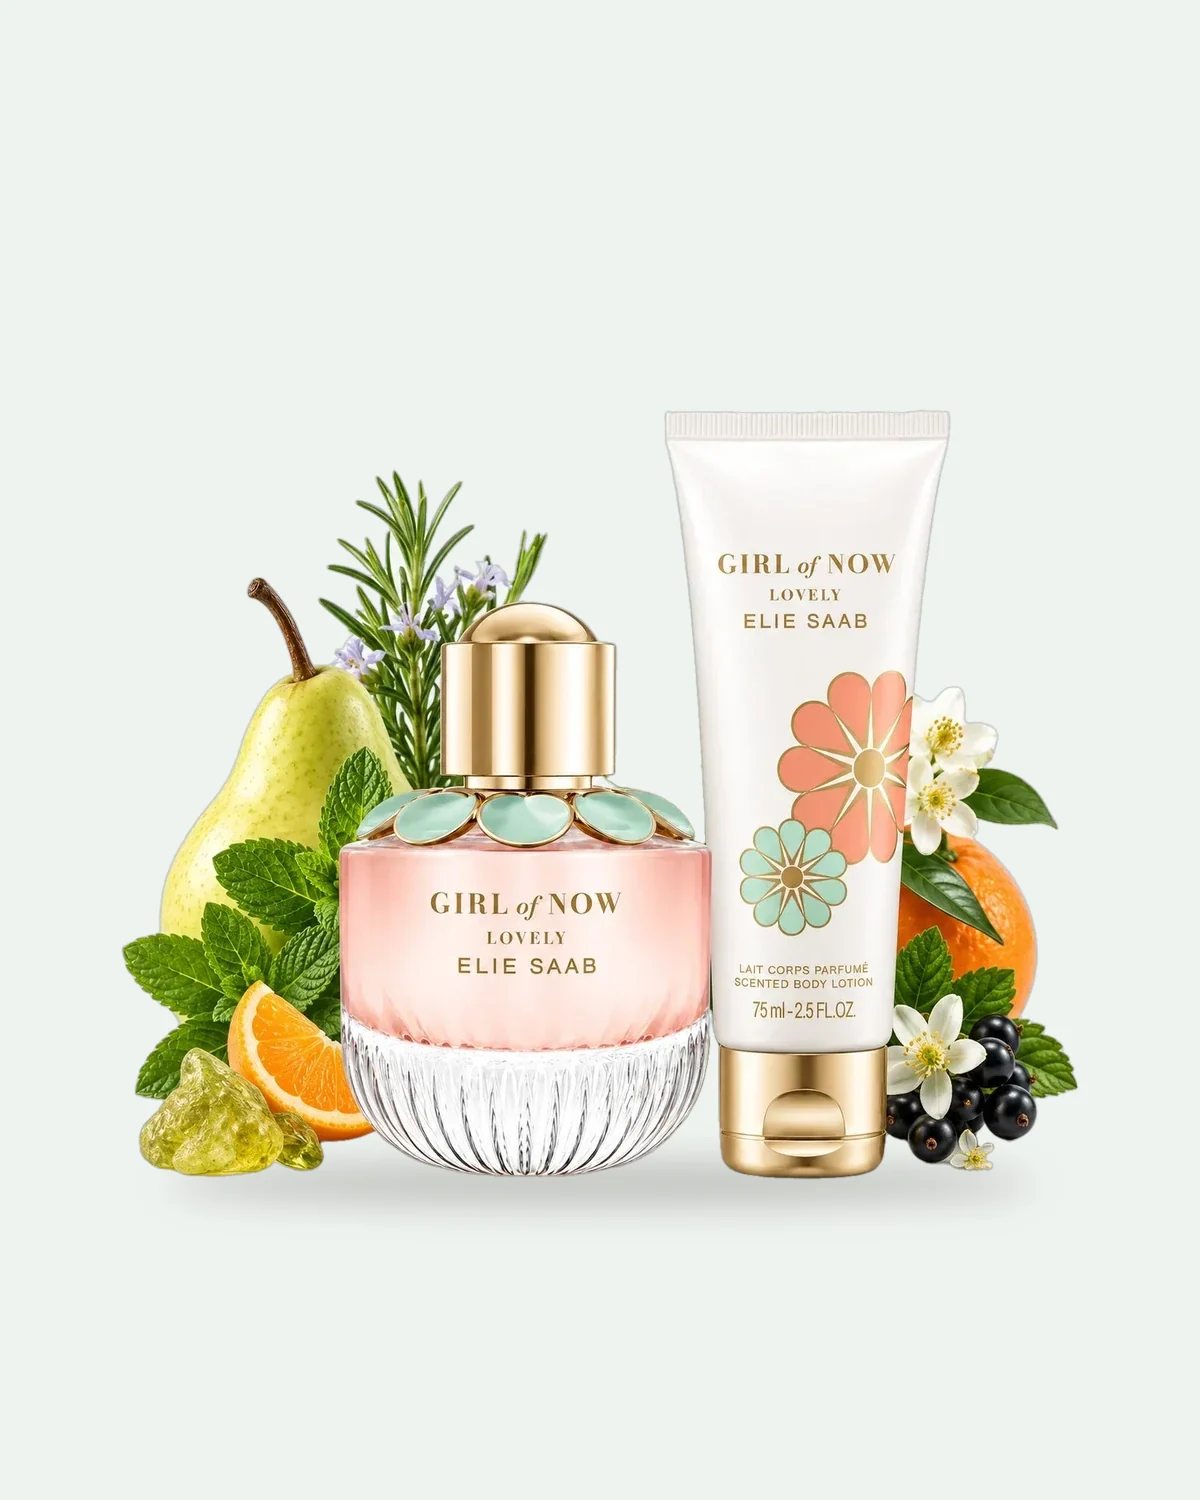 GIRL of NOW
LOVELY
ELIE SAAB
GIRL of NOW
LOVELY
ELIE SAAB
LAIT CORPS PARFUMÉ
SCENTED BODY LOTION
75 ml - 2.5 FL.OZ.